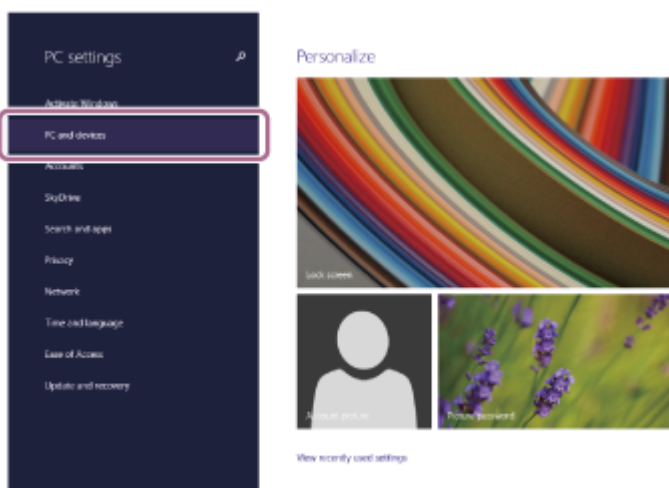 PC settings
Activate Windows
PC and devices
Accounts
SkyDrive
Search and apps
Privacy
Network
Time and language
Ease of Access
Update and recovery
Personalize
Lock screen
Account picture
Picture password
View recently used settings